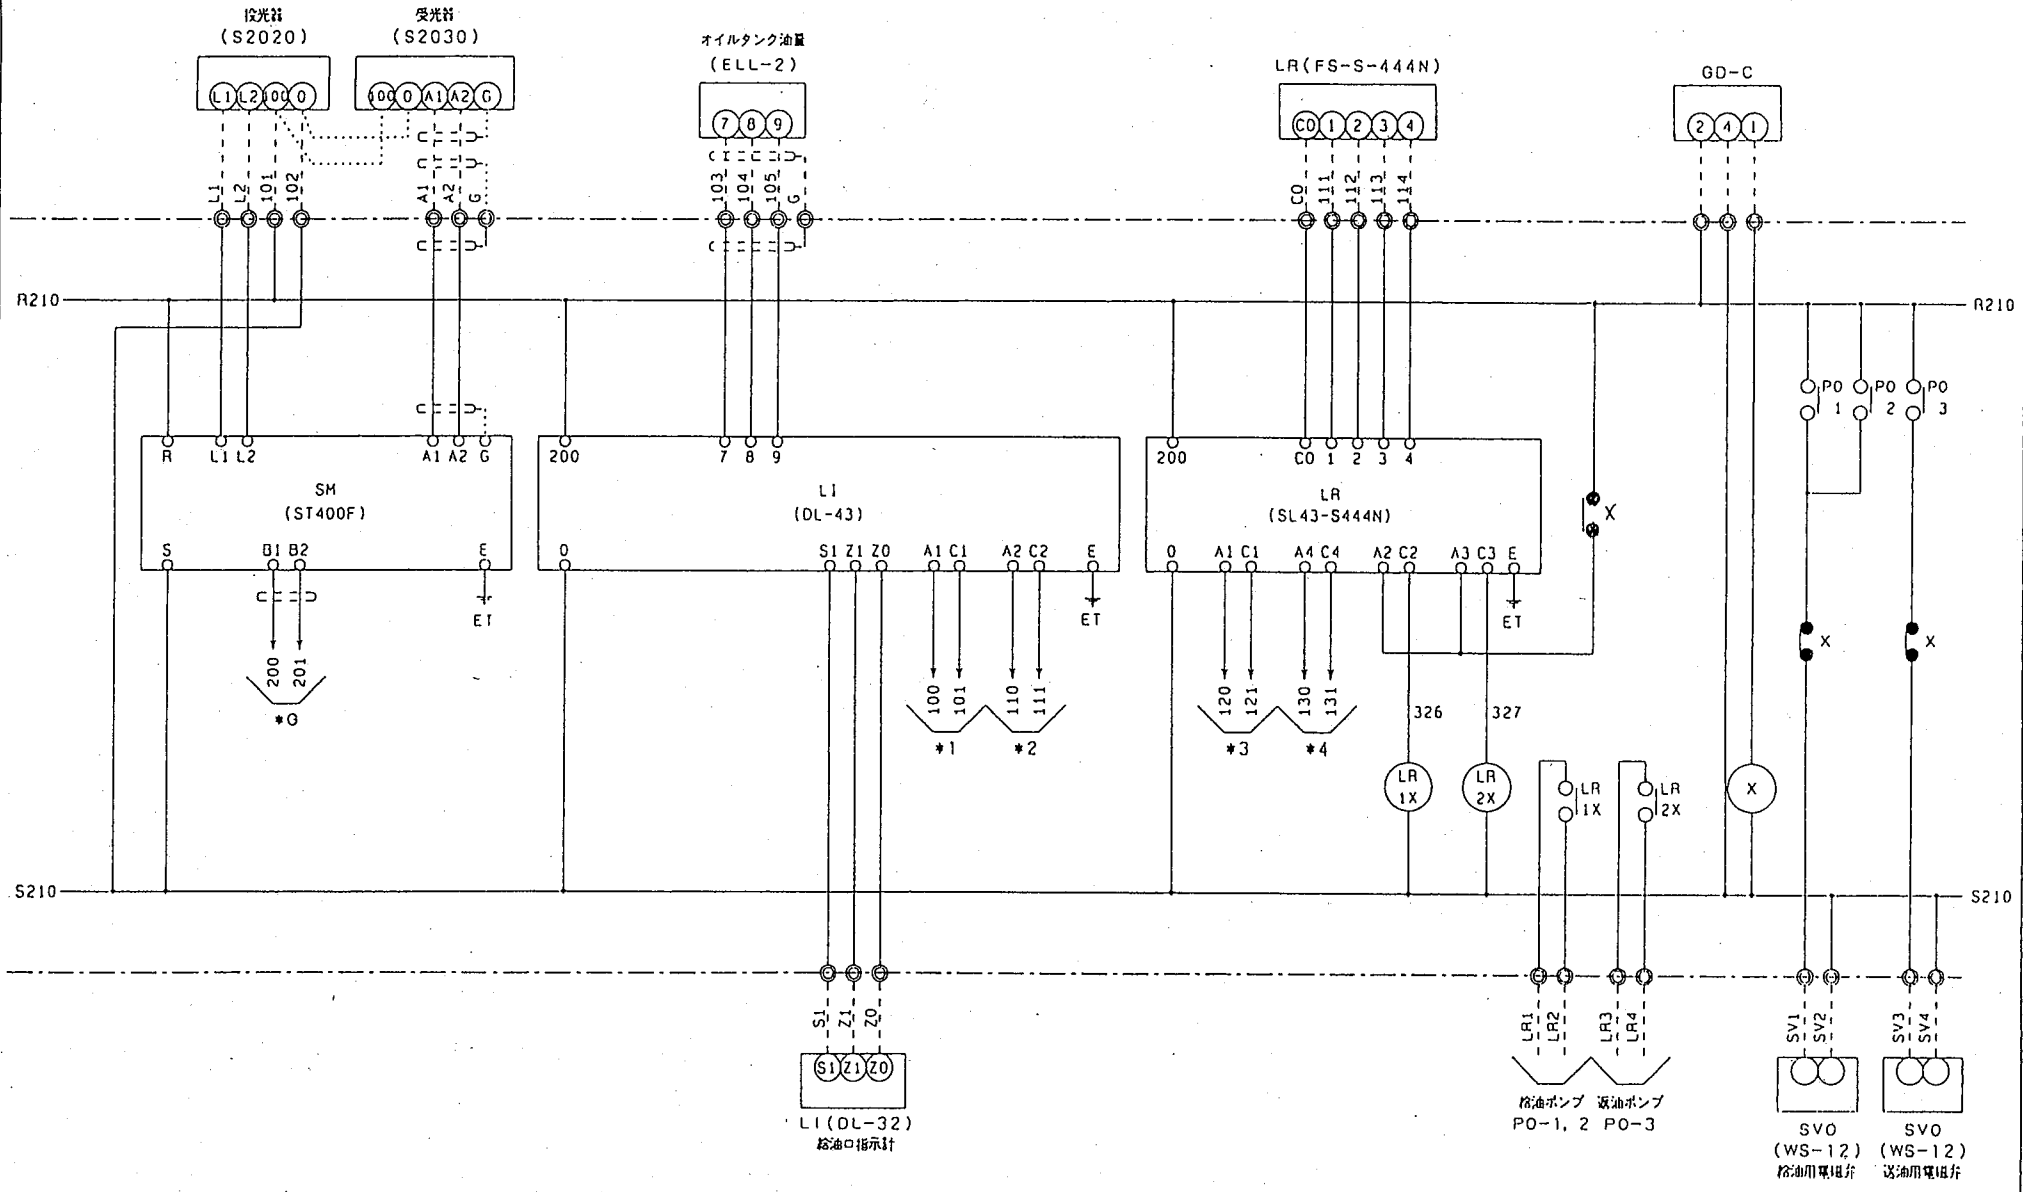 投光器
(S2020)
受光器
(S2030)
オイルタンク油量
(ELL-2)
LR(FS-S-444N)
GD-C
L1 L2 100 0
100 0 A1 A2 G
7 8 9
C0 1 2 3 4
2 4 1
L1 L2 101 102
A1 A2 G
103 104 105 G
C0 111 112 113 114
R210
R210
PO 1
PO 2
PO 3
R L1 L2 A1 A2 G
SM
(ST400F)
S B1 B2 E
200 7 8 9
LI
(DL-43)
0 S1 Z1 Z0 A1 C1 A2 C2 E
200 C0 1 2 3 4
LR
(SL43-S444N)
0 A1 C1 A4 C4 A2 C2 A3 C3 E
X
ET
ET
ET
X
X
200 201
*G
100 101
*1
110 111
*2
120 121
*3
130 131
*4
326
327
LR 1X
LR 2X
LR 1X
LR 2X
X
S210
S210
S1 Z1 Z0
LR1 LR2
LR3 LR4
SV1 SV2
SV3 SV4
S1 Z1 Z0
LI(DL-32)
給油口指示計
給油ポンプ
PO-1, 2
返油ポンプ
PO-3
SVO
(WS-12)
給油用電磁弁
SVO
(WS-12)
送油用電磁弁